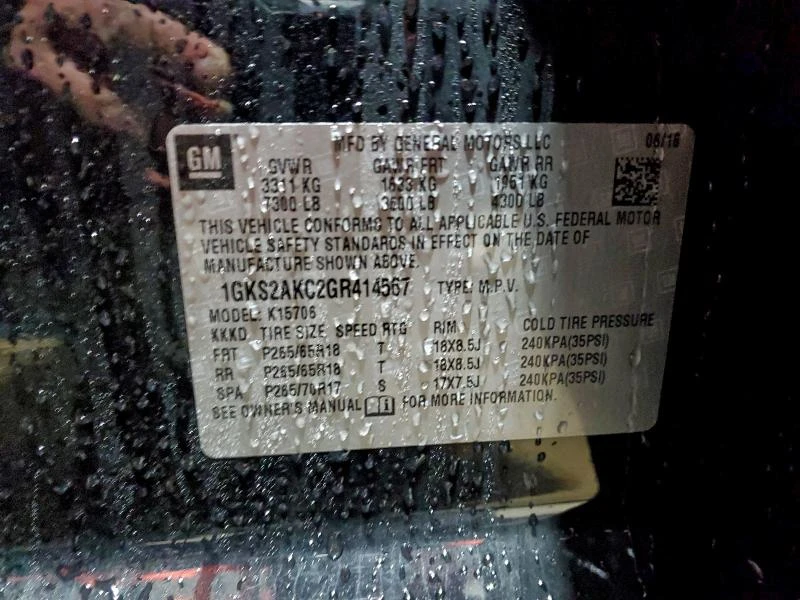 GM
MFD BY GENERAL MOTORS LLC 06/16
GVWR GAWR FRT GAWR RR
3311 KG 1633 KG 1951 KG
7300 LB 3600 LB 4300 LB
THIS VEHICLE CONFORMS TO ALL APPLICABLE U.S. FEDERAL MOTOR
VEHICLE SAFETY STANDARDS IN EFFECT ON THE DATE OF
MANUFACTURE SHOWN ABOVE.
1GKS2AKC2GR414567 TYPE: M.P.V.
MODEL: K15706
KKKD TIRE SIZE SPEED RTG RIM COLD TIRE PRESSURE
FRT P265/65R18 T 18X8.5J 240KPA(35PSI)
RR P265/65R18 T 18X8.5J 240KPA(35PSI)
SPA P265/70R17 S 17X7.5J 240KPA(35PSI)
SEE OWNER'S MANUAL FOR MORE INFORMATION.